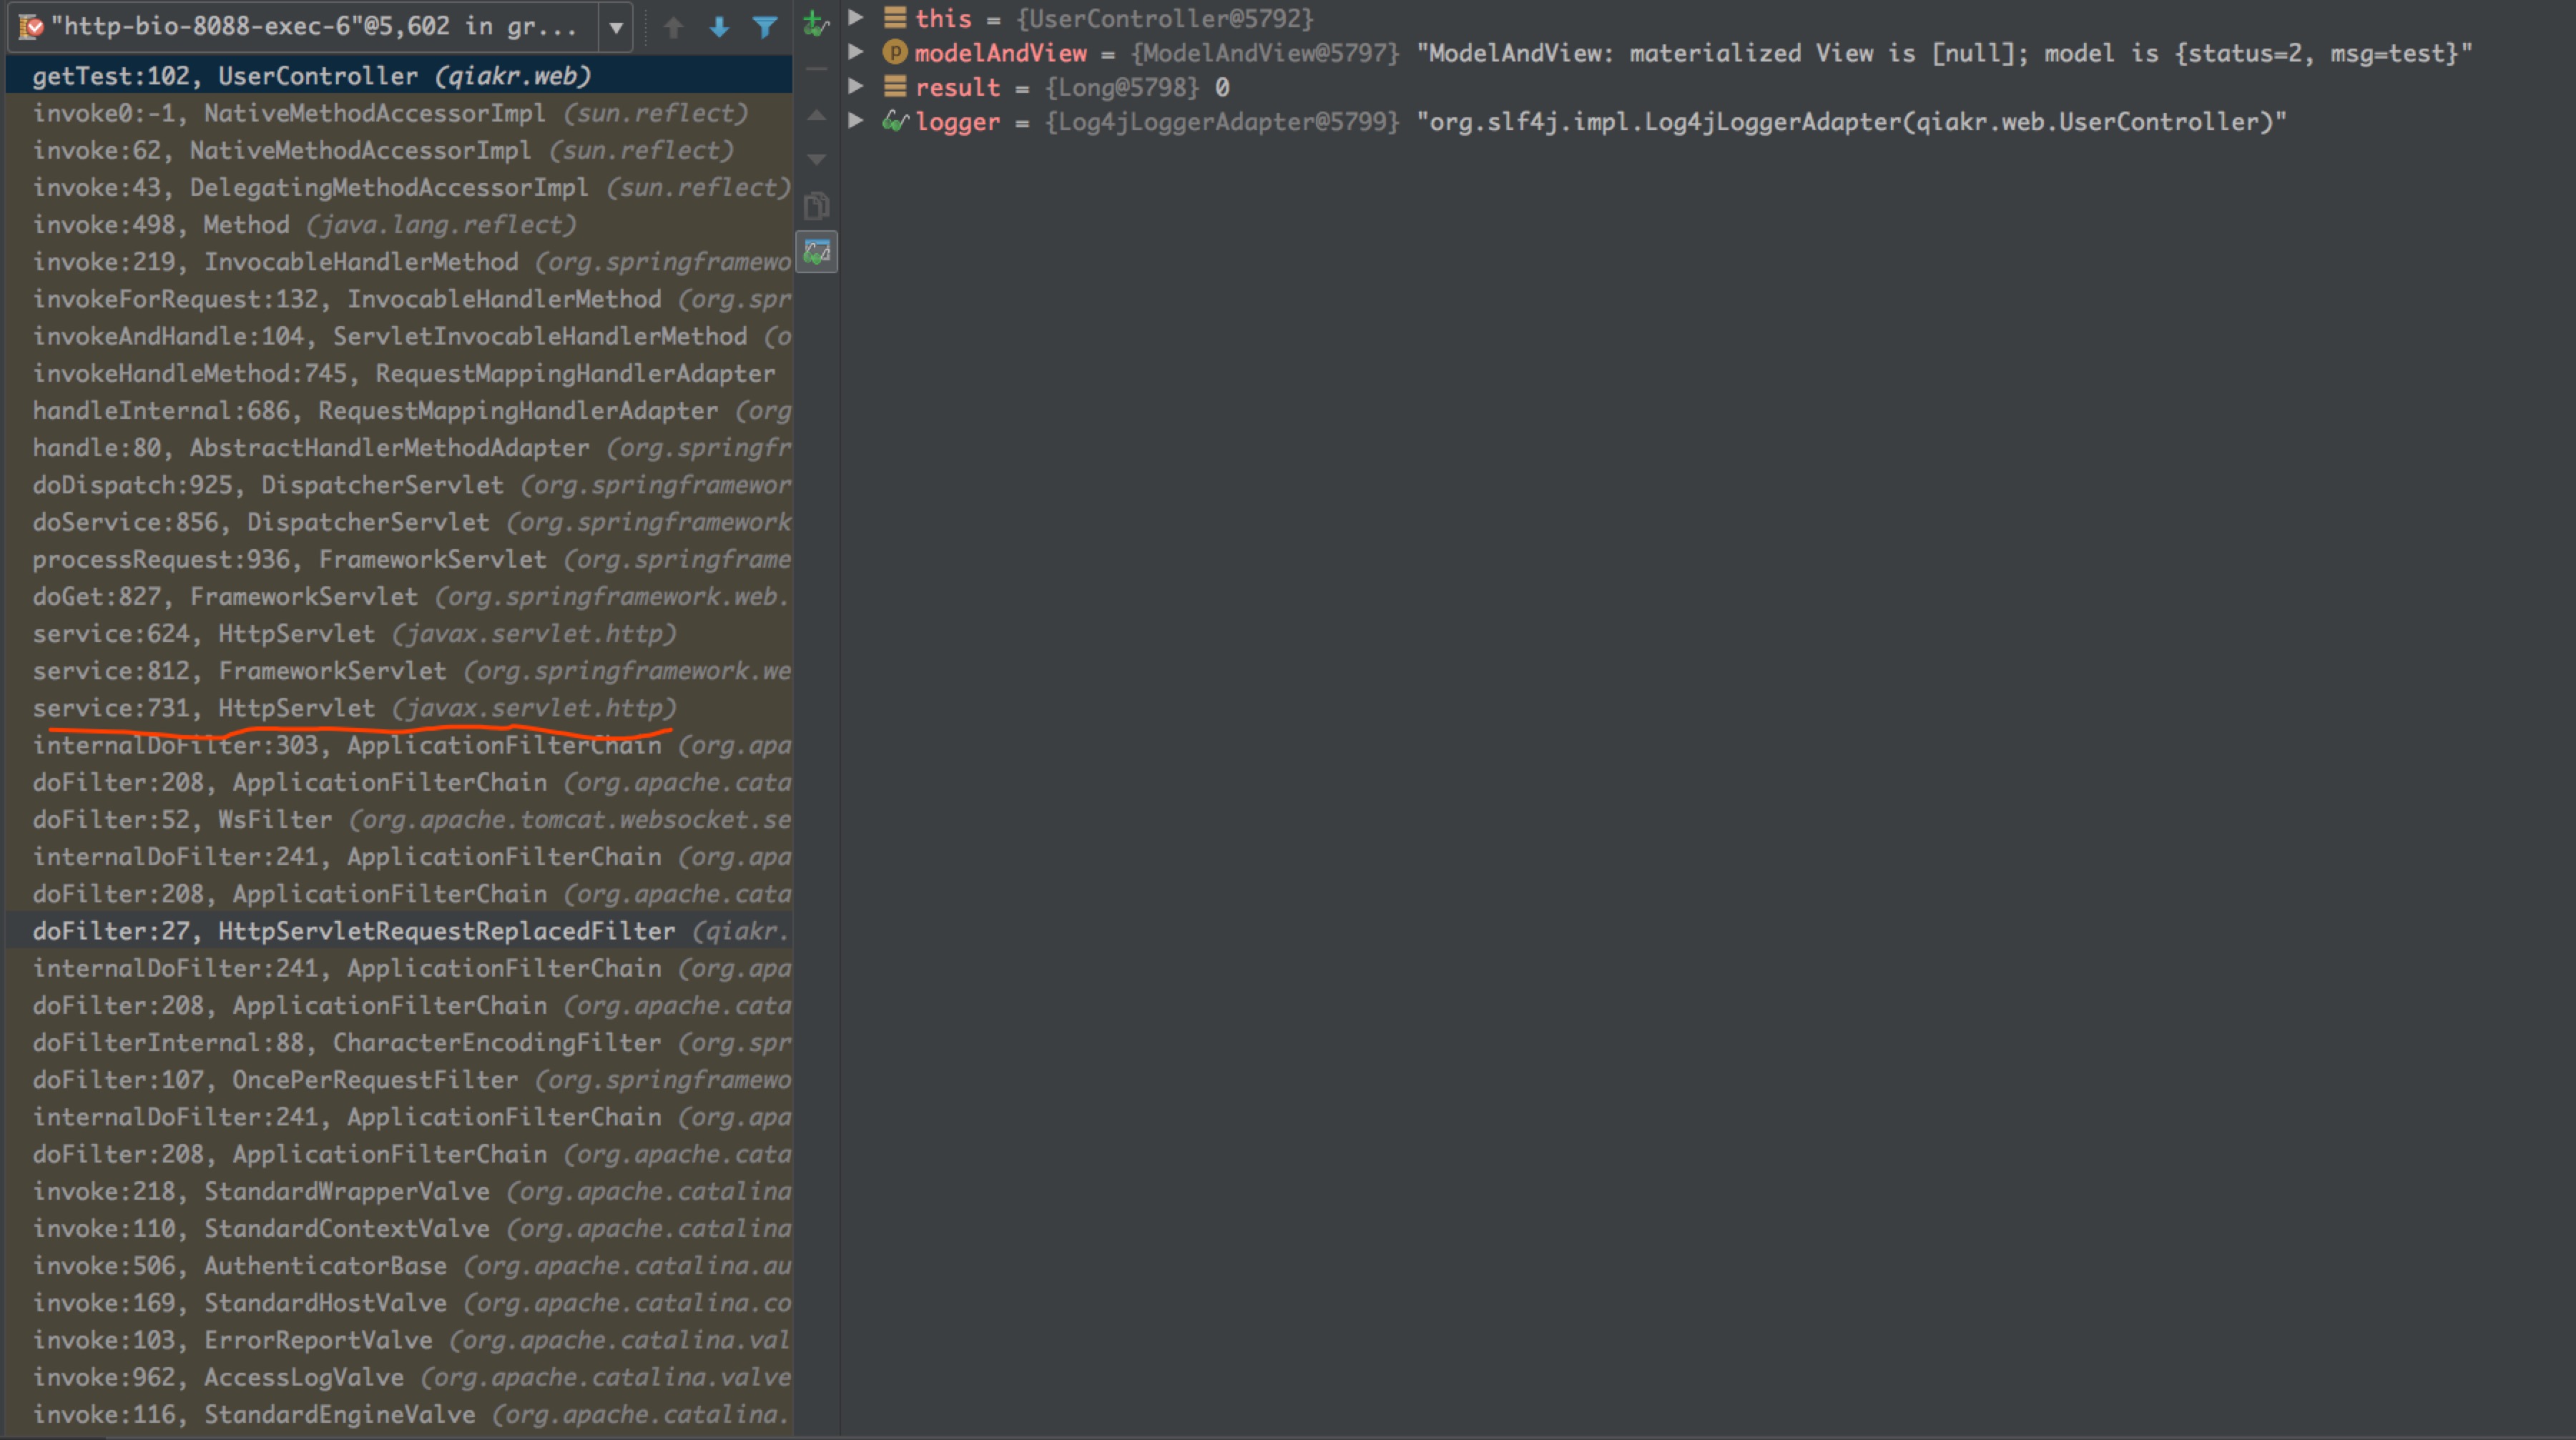 "http-bio-8088-exec-6"@5,602 in gr...
getTest:102, UserController (qiakr.web)
invoke0:-1, NativeMethodAccessorImpl (sun.reflect)
invoke:62, NativeMethodAccessorImpl (sun.reflect)
invoke:43, DelegatingMethodAccessorImpl (sun.reflect)
invoke:498, Method (java.lang.reflect)
invoke:219, InvocableHandlerMethod (org.springframewo
invokeForRequest:132, InvocableHandlerMethod (org.spr
invokeAndHandle:104, ServletInvocableHandlerMethod (o
invokeHandleMethod:745, RequestMappingHandlerAdapter
handleInternal:686, RequestMappingHandlerAdapter (org
handle:80, AbstractHandlerMethodAdapter (org.springfr
doDispatch:925, DispatcherServlet (org.springframewor
doService:856, DispatcherServlet (org.springframework
processRequest:936, FrameworkServlet (org.springframe
doGet:827, FrameworkServlet (org.springframework.web.
service:624, HttpServlet (javax.servlet.http)
service:812, FrameworkServlet (org.springframework.we
service:731, HttpServlet (javax.servlet.http)
internalDoFilter:303, ApplicationFilterChain (org.apa
doFilter:208, ApplicationFilterChain (org.apache.cata
doFilter:52, WsFilter (org.apache.tomcat.websocket.se
internalDoFilter:241, ApplicationFilterChain (org.apa
doFilter:208, ApplicationFilterChain (org.apache.cata
doFilter:27, HttpServletRequestReplacedFilter (qiakr.
internalDoFilter:241, ApplicationFilterChain (org.apa
doFilter:208, ApplicationFilterChain (org.apache.cata
doFilterInternal:88, CharacterEncodingFilter (org.spr
doFilter:107, OncePerRequestFilter (org.springframewo
internalDoFilter:241, ApplicationFilterChain (org.apa
doFilter:208, ApplicationFilterChain (org.apache.cata
invoke:218, StandardWrapperValve (org.apache.catalina
invoke:110, StandardContextValve (org.apache.catalina
invoke:506, AuthenticatorBase (org.apache.catalina.au
invoke:169, StandardHostValve (org.apache.catalina.co
invoke:103, ErrorReportValve (org.apache.catalina.val
invoke:962, AccessLogValve (org.apache.catalina.valve
invoke:116, StandardEngineValve (org.apache.catalina.
this = {UserController@5792}
p modelAndView = {ModelAndView@5797} "ModelAndView: materialized View is [null]; model is {status=2, msg=test}"
result = {Long@5798} 0
logger = {Log4jLoggerAdapter@5799} "org.slf4j.impl.Log4jLoggerAdapter(qiakr.web.UserController)"